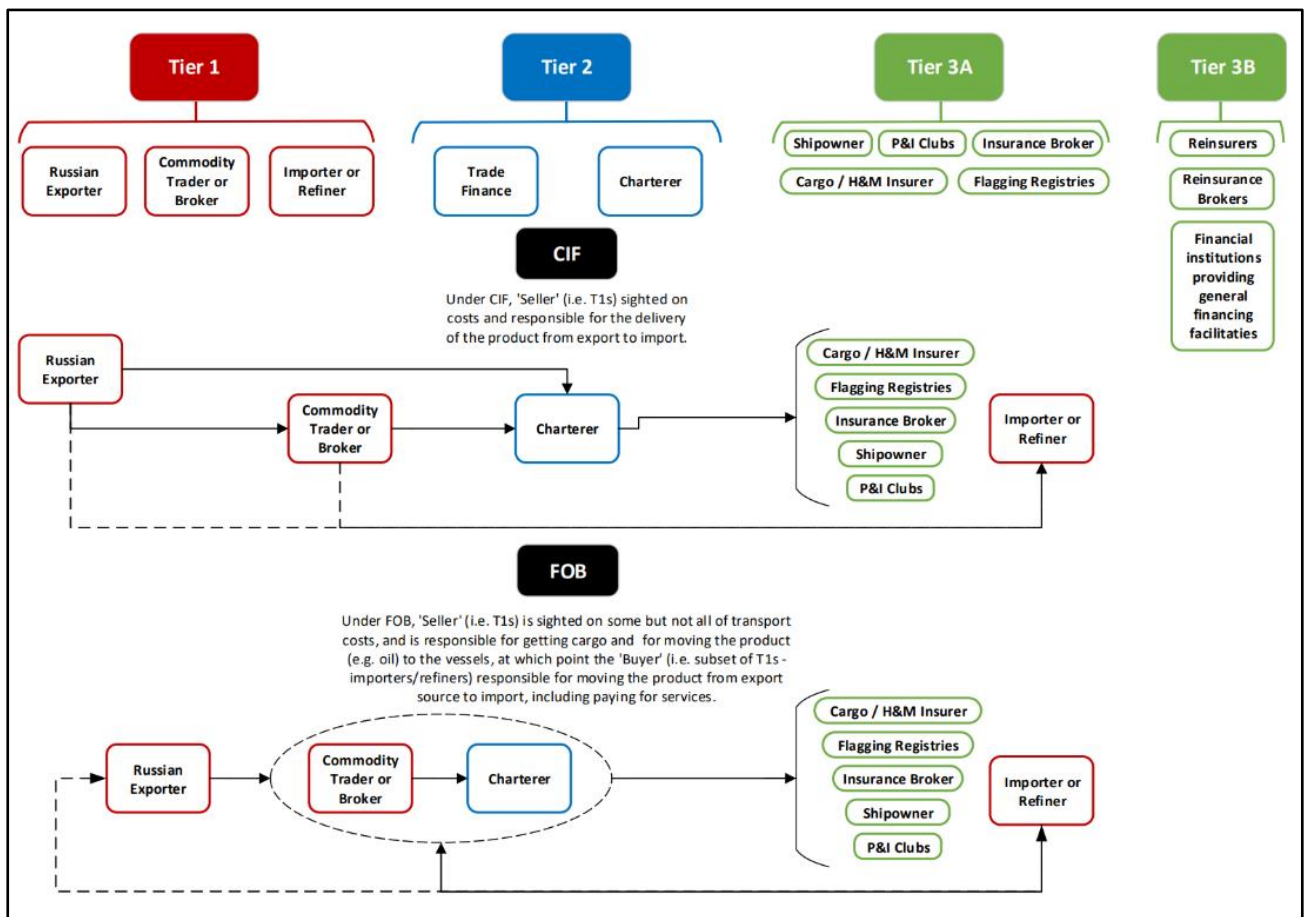 Tier 1
Tier 2
Tier 3A
Tier 3B
Russian
Exporter
Commodity
Trader or
Broker
Importer or
Refiner
Trade
Finance
Charterer
Shipowner
P&I Clubs
Insurance Broker
Cargo / H&M Insurer
Flagging Registries
Reinsurers
Reinsurance
Brokers
Financial
institutions
providing
general
financing
facilitaties
CIF
Under CIF, 'Seller' (i.e. T1s) sighted on
costs and responsible for the delivery
of the product from export to import.
Russian
Exporter
Commodity
Trader or
Broker
Charterer
Cargo / H&M Insurer
Flagging Registries
Insurance Broker
Shipowner
P&I Clubs
Importer or
Refiner
FOB
Under FOB, 'Seller' (i.e. T1s) is sighted on some but not all of transport
costs, and is responsible for getting cargo and for moving the product
(e.g. oil) to the vessels, at which point the 'Buyer' (i.e. subset of T1s -
importers/refiners) responsible for moving the product from export
source to import, including paying for services.
Russian
Exporter
Commodity
Trader or
Broker
Charterer
Cargo / H&M Insurer
Flagging Registries
Insurance Broker
Shipowner
P&I Clubs
Importer or
Refiner